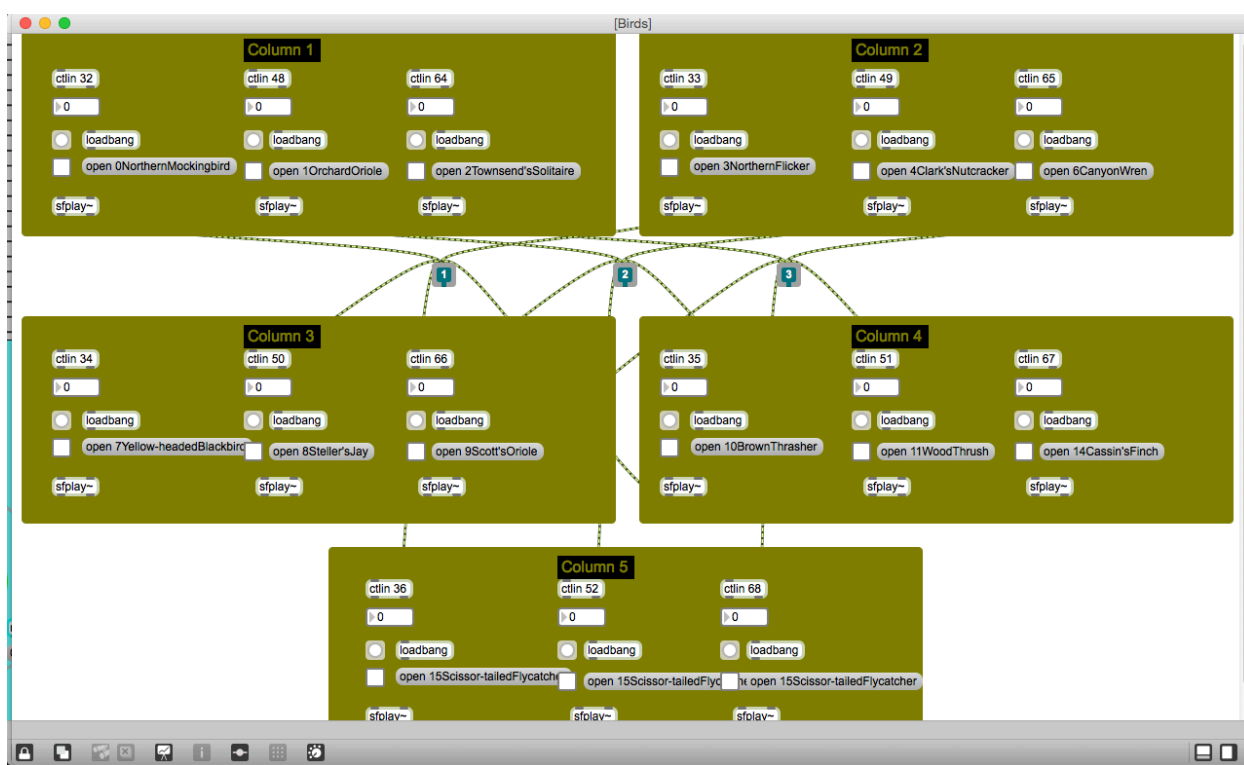 [Birds]
Column 1
ctlin 32 ctlin 48 ctlin 64
0 0 0
loadbang loadbang loadbang
open 0NorthernMockingbird open 1OrchardOriole open 2Townsend'sSolitaire
sfplay~ sfplay~ sfplay~
Column 2
ctlin 33 ctlin 49 ctlin 65
0 0 0
loadbang loadbang loadbang
open 3NorthernFlicker open 4Clark'sNutcracker open 6CanyonWren
sfplay~ sfplay~ sfplay~
1 2 3
Column 3
ctlin 34 ctlin 50 ctlin 66
0 0 0
loadbang loadbang loadbang
open 7Yellow-headedBlackbird open 8Steller'sJay open 9Scott'sOriole
sfplay~ sfplay~ sfplay~
Column 4
ctlin 35 ctlin 51 ctlin 67
0 0 0
loadbang loadbang loadbang
open 10BrownThrasher open 11WoodThrush open 14Cassin'sFinch
sfplay~ sfplay~ sfplay~
Column 5
ctlin 36 ctlin 52 ctlin 68
0 0 0
loadbang loadbang loadbang
open 15Scissor-tailedFlycatche open 15Scissor-tailedFlyc he open 15Scissor-tailedFlycatcher
sfplay~ sfplay~ sfplay~